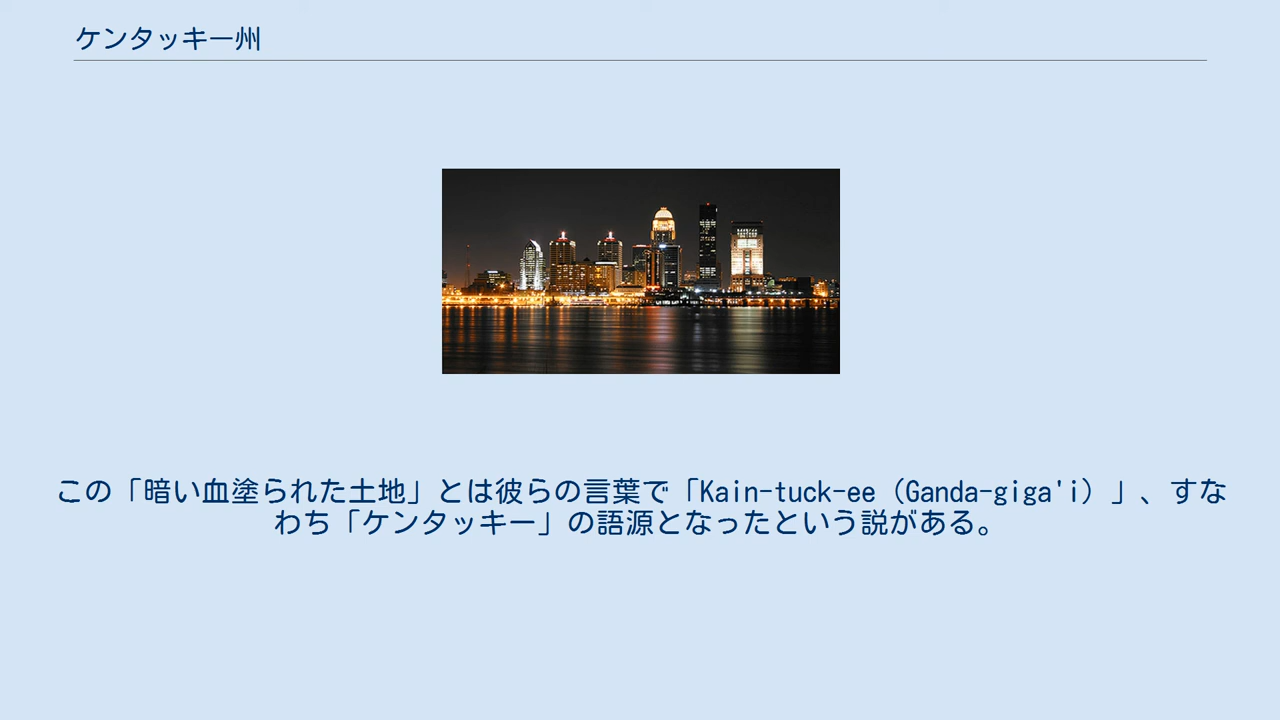 ケンタッキー州
この「暗い血塗られた土地」とは彼らの言葉で「Kain-tuck-ee（Ganda-giga'i）」、すな
わち「ケンタッキー」の語源となったという説がある。